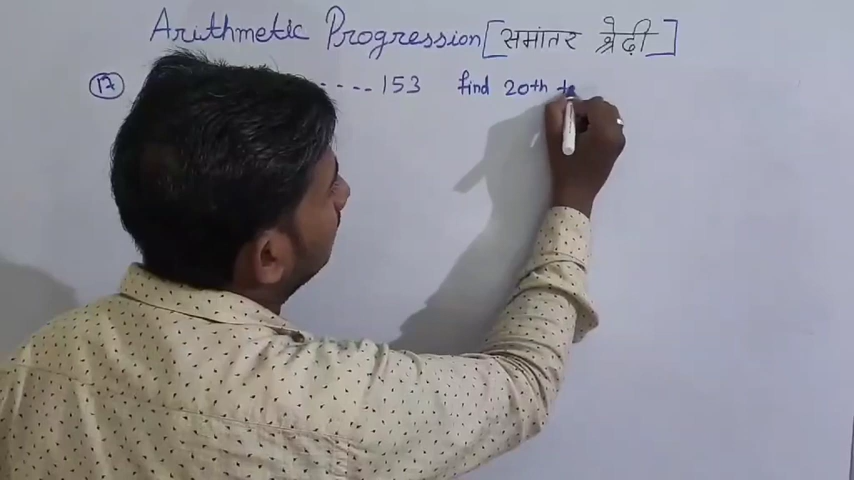 Arithmetic Progression [समांतर श्रेढी]
17 ---- 153 find 20th t